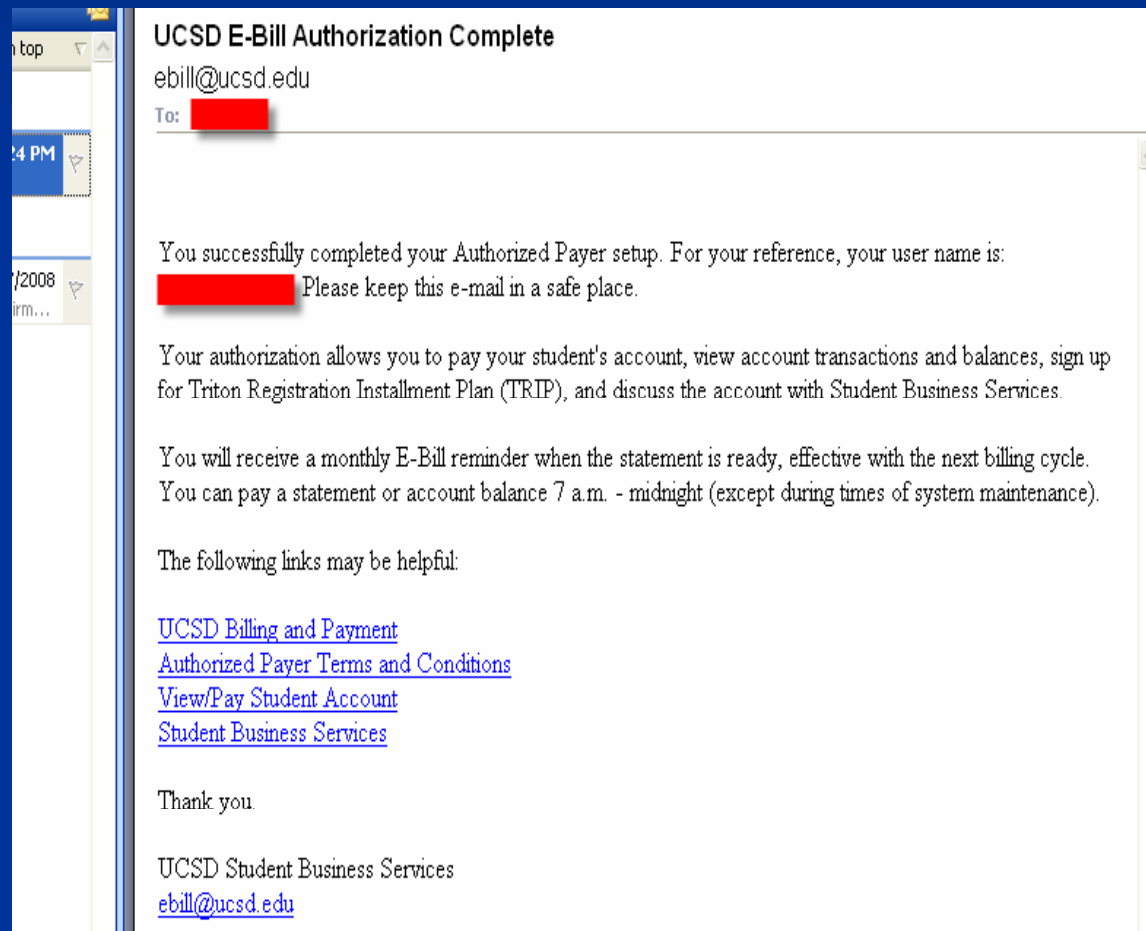 n top
24 PM
/2008
irm...
UCSD E-Bill Authorization Complete
ebill@ucsd.edu
To:
You successfully completed your Authorized Payer setup. For your reference, your user name is:
Please keep this e-mail in a safe place.
Your authorization allows you to pay your student's account, view account transactions and balances, sign up
for Triton Registration Installment Plan (TRIP), and discuss the account with Student Business Services.
You will receive a monthly E-Bill reminder when the statement is ready, effective with the next billing cycle.
You can pay a statement or account balance 7 a.m. - midnight (except during times of system maintenance).
The following links may be helpful:
UCSD Billing and Payment
Authorized Payer Terms and Conditions
View/Pay Student Account
Student Business Services
Thank you.
UCSD Student Business Services
ebill@ucsd.edu